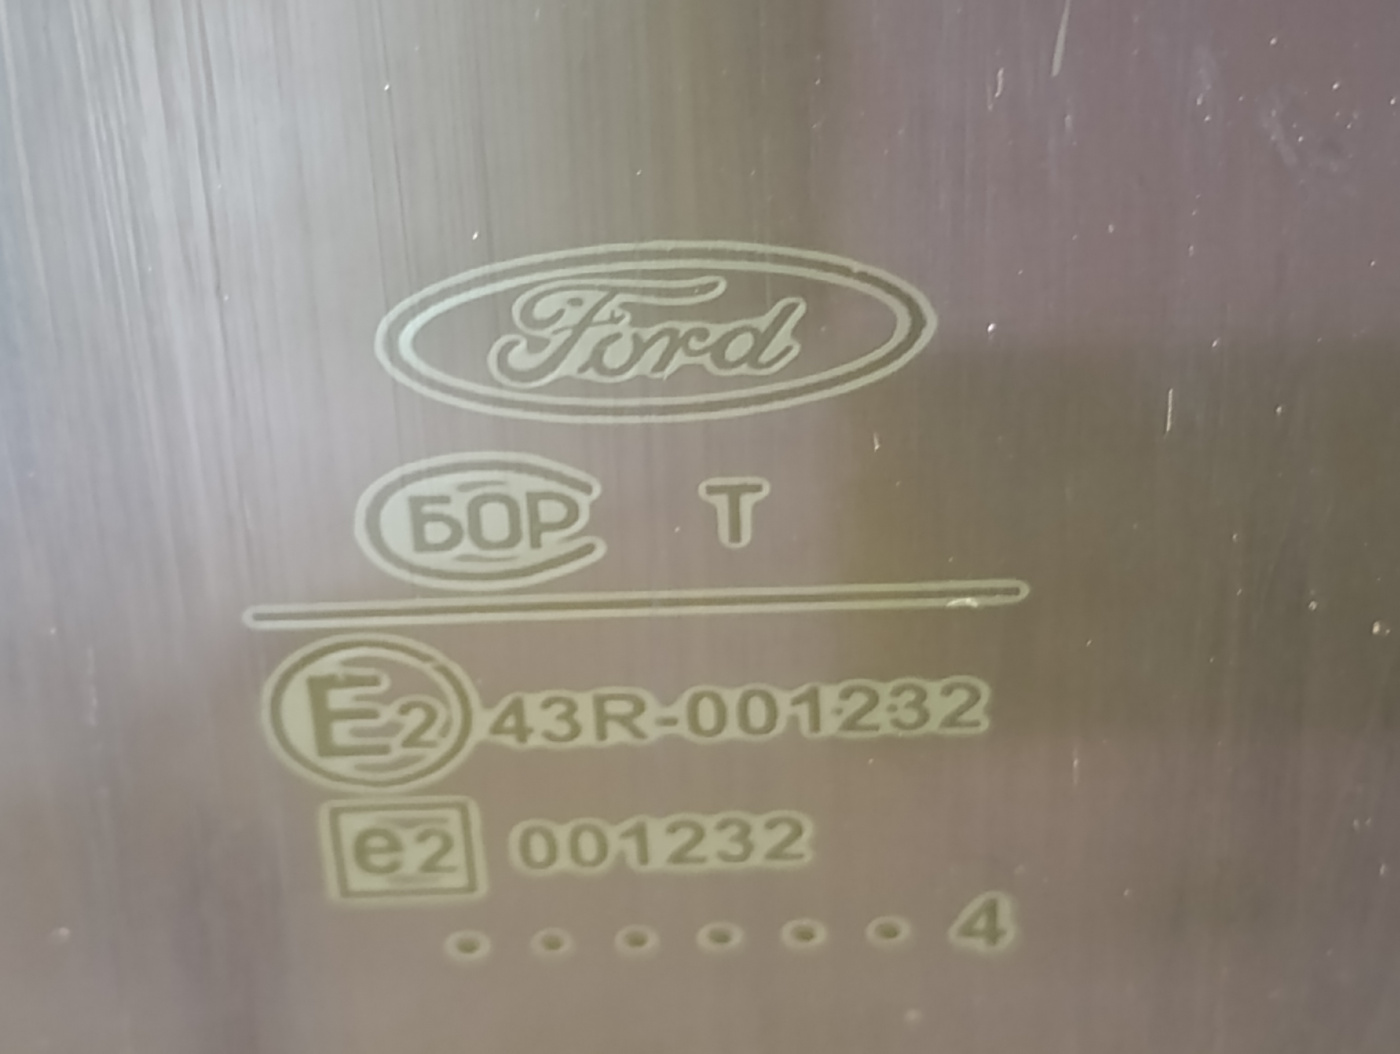 Ford
БОР T
E2 43R-001232
e2 001232
. . . . . . 4